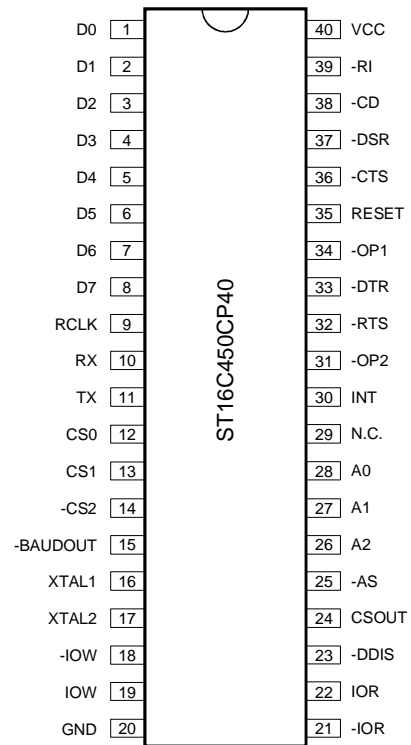 D0 1 40 VCC
D1 2 39 -RI
D2 3 38 -CD
D3 4 37 -DSR
D4 5 36 -CTS
D5 6 35 RESET
D6 7 34 -OP1
D7 8 33 -DTR
RCLK 9 32 -RTS
RX 10 31 -OP2
TX 11 30 INT
CS0 12 29 N.C.
CS1 13 28 A0
-CS2 14 27 A1
-BAUDOUT 15 26 A2
XTAL1 16 25 -AS
XTAL2 17 24 CSOUT
-IOW 18 23 -DDIS
IOW 19 22 IOR
GND 20 21 -IOR
ST16C450CP40